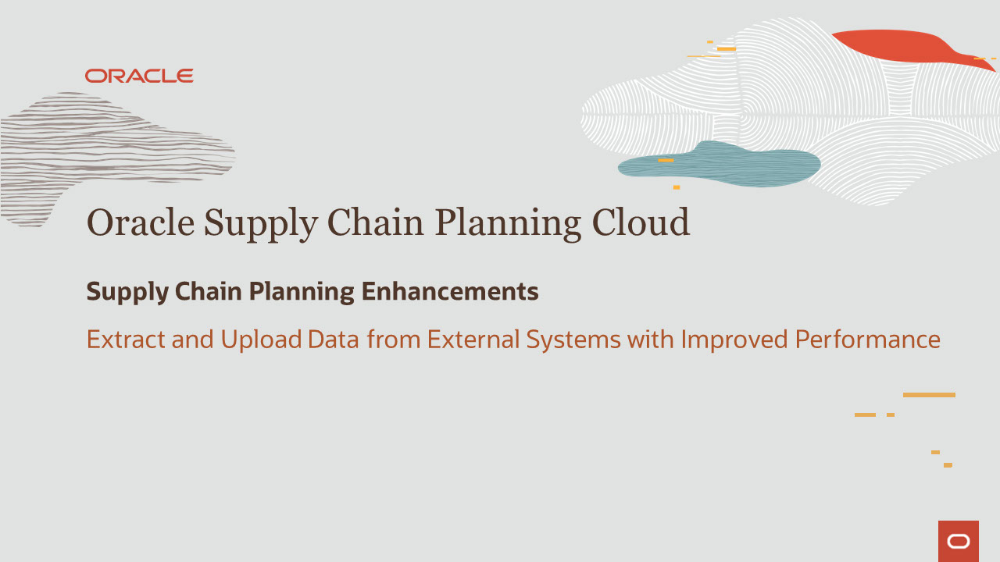 ORACLE
Oracle Supply Chain Planning Cloud
Supply Chain Planning Enhancements
Extract and Upload Data from External Systems with Improved Performance